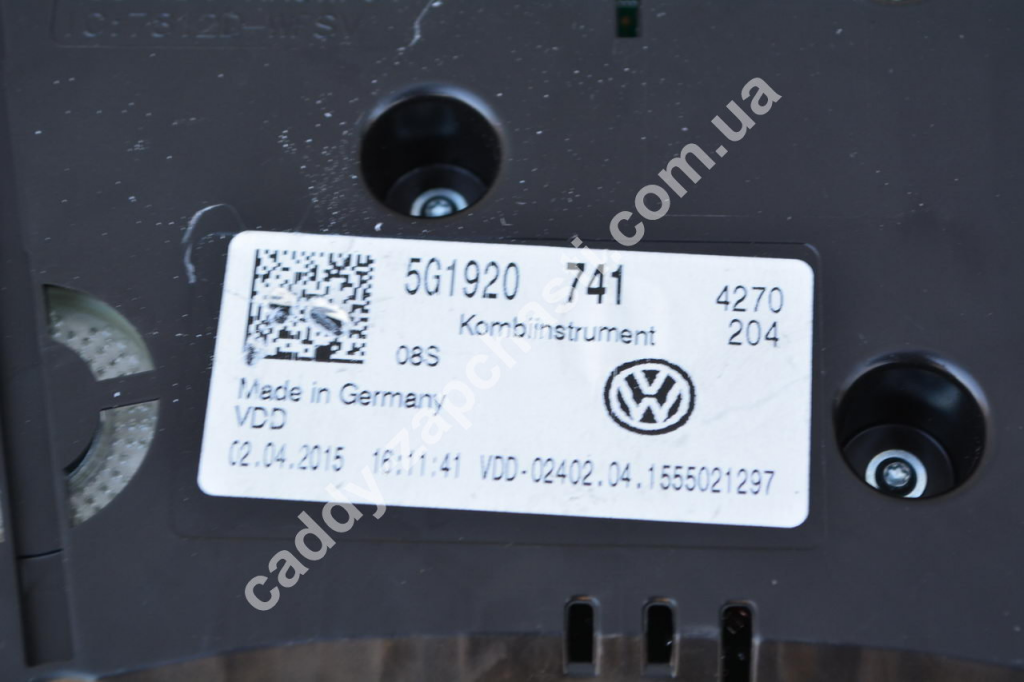 5G1920 741 4270
Kombiinstrument 204
08S
Made in Germany
VDD
02.04.2015 16:11:41 VDD-02402.04.1555021297
caddyzapchasti.com.ua